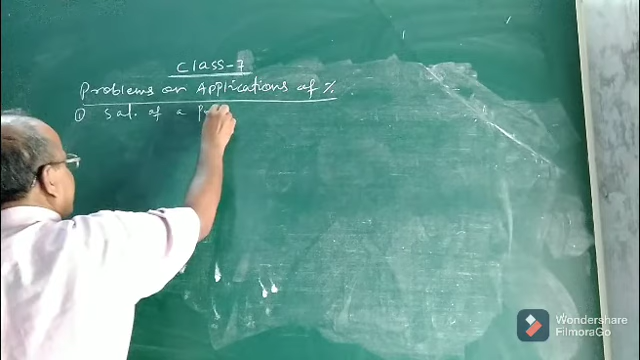 Class-7
Problems on Applications of %
① Sal. of a
Wondershare
FilmoraGo